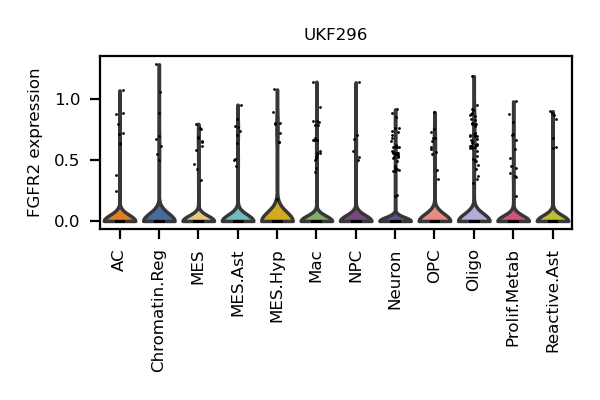 UKF296
FGFR2 expression
1.0
0.5
0.0
AC
Chromatin.Reg
MES
MES.Ast
MES.Hyp
Mac
NPC
Neuron
OPC
Oligo
Prolif.Metab
Reactive.Ast